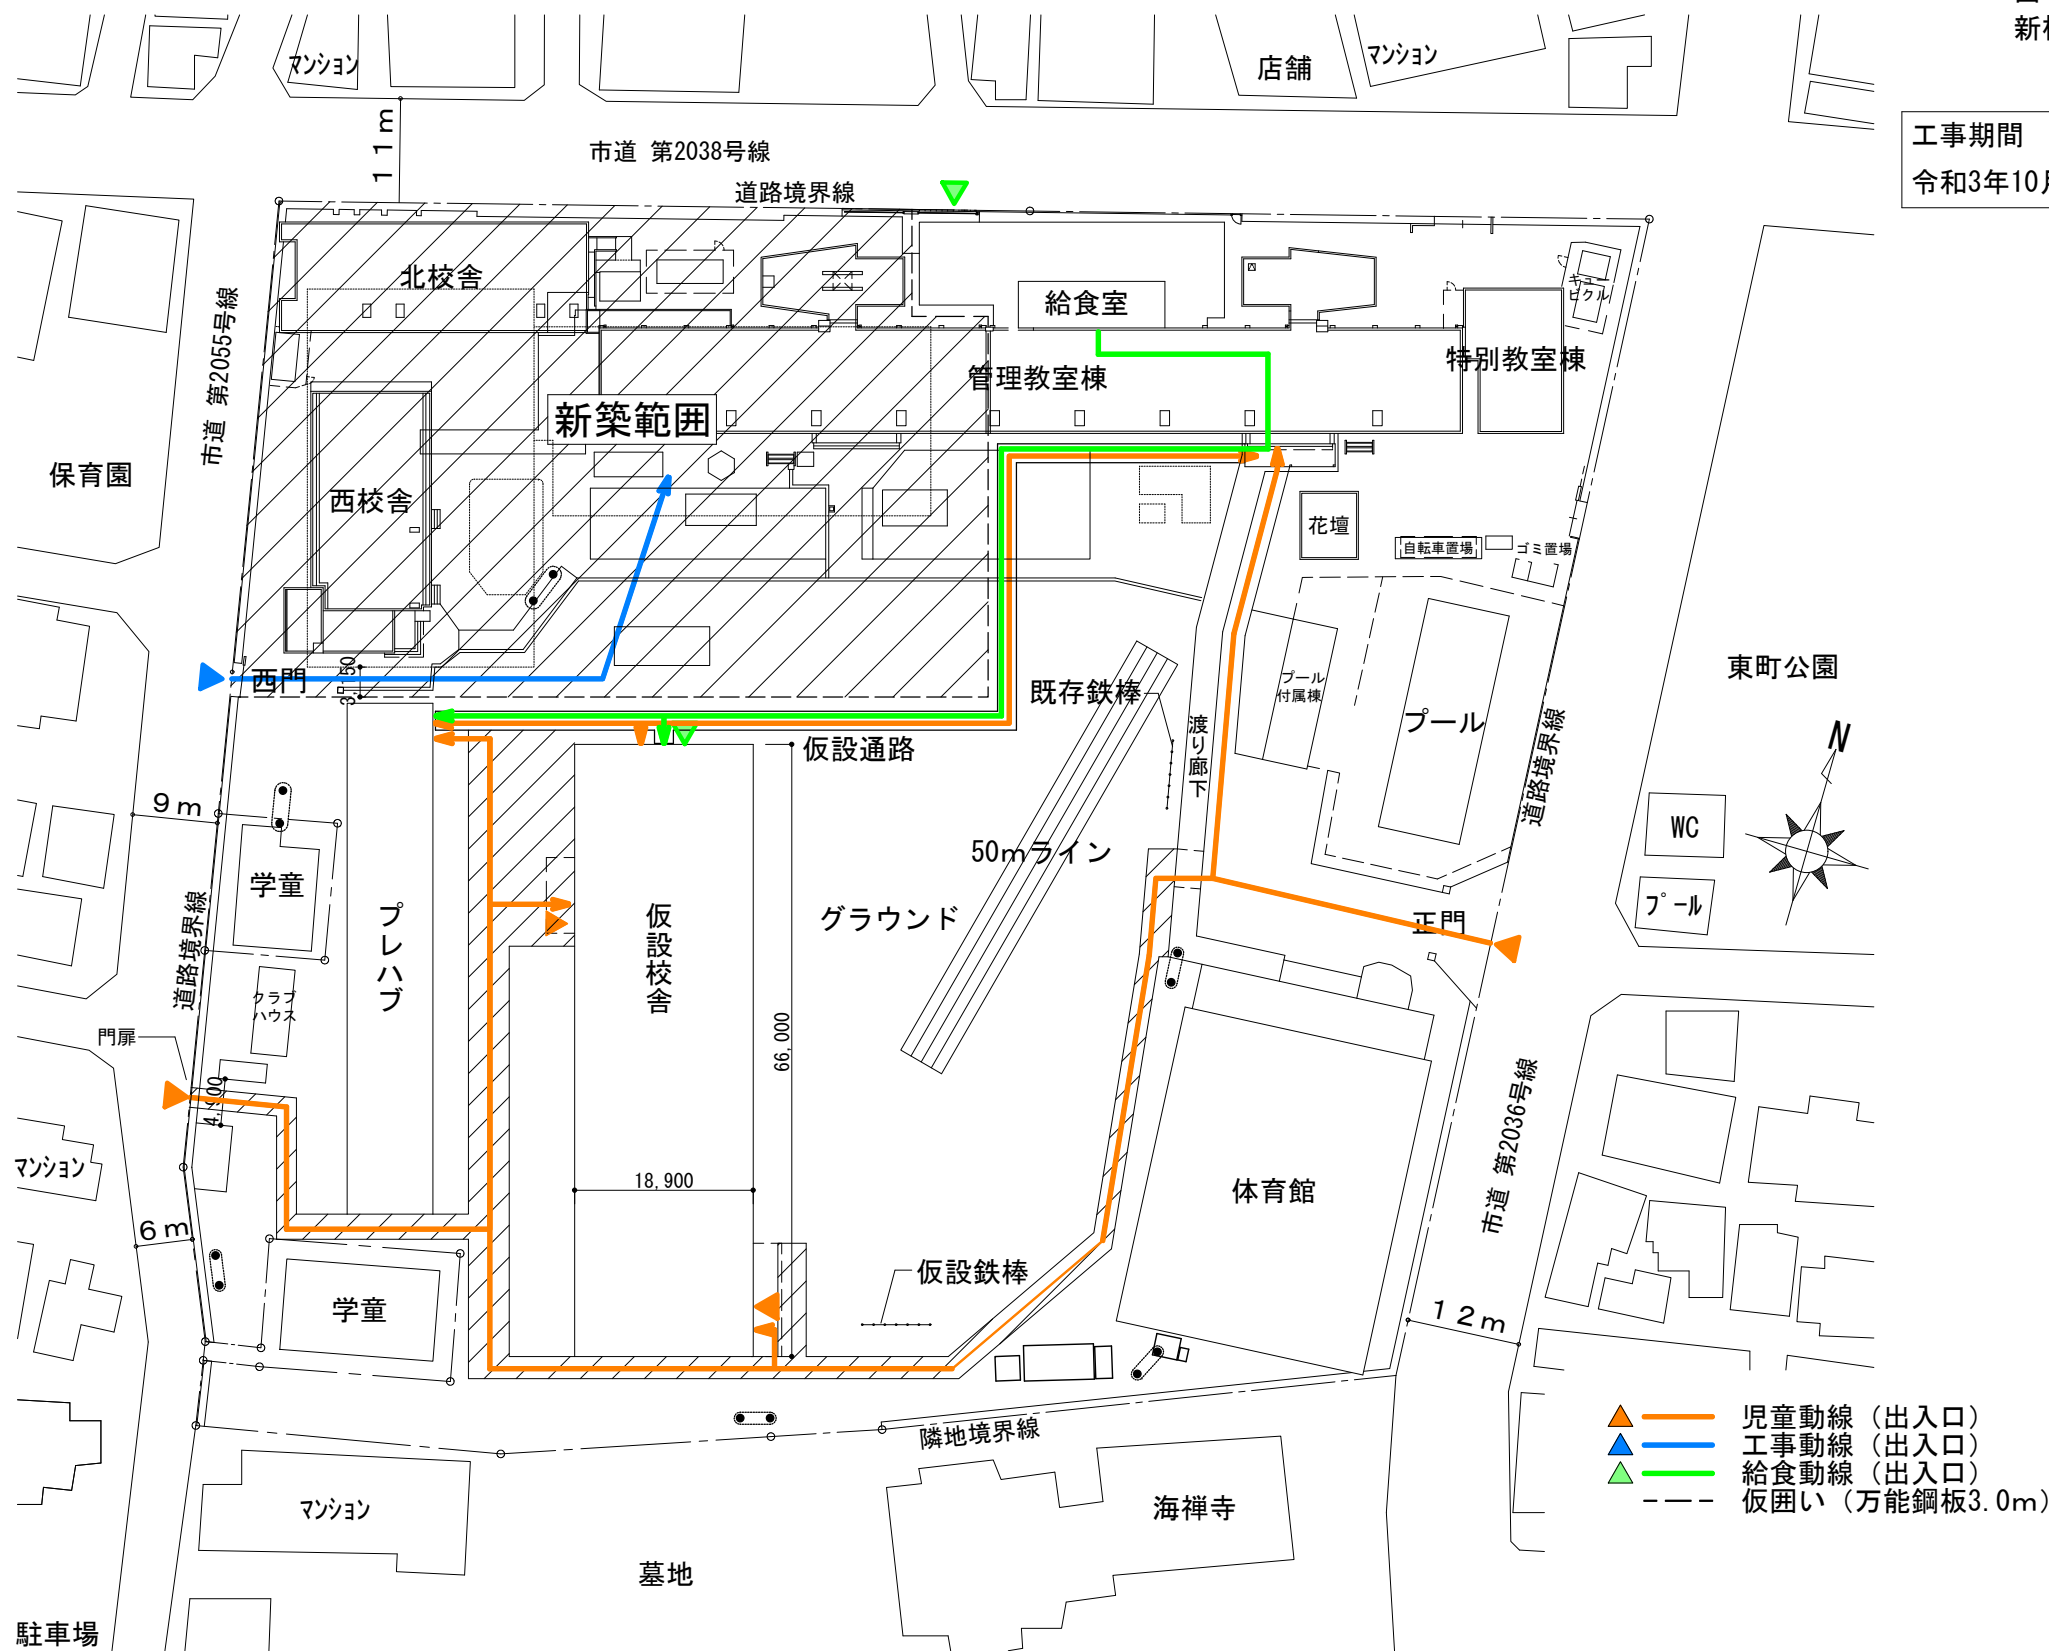 新
マンション
店舗
マンション
11m
市道 第2038号線
道路境界線
工事期間
令和3年10月
北校舎
給食室
キュー
ビクル
市道 第2055号線
管理教室棟
特別教室棟
新築範囲
保育園
西校舎
花壇
自転車置場
ゴミ置場
西門
3,150
既存鉄棒
プール
付属棟
東町公園
プール
渡り廊下
仮設通路
道路境界線
N
9m
WC
50mライン
学童
プレハブ
仮設校舎
グラウンド
プール
正門
道路境界線
クラブ
ハウス
門扉
66,000
4,900
市道 第2036号線
マンション
18,900
体育館
6m
仮設鉄棒
学童
12m
隣地境界線
児童動線（出入口）
工事動線（出入口）
給食動線（出入口）
仮囲い（万能鋼板3.0m）
マンション
海禅寺
墓地
駐車場